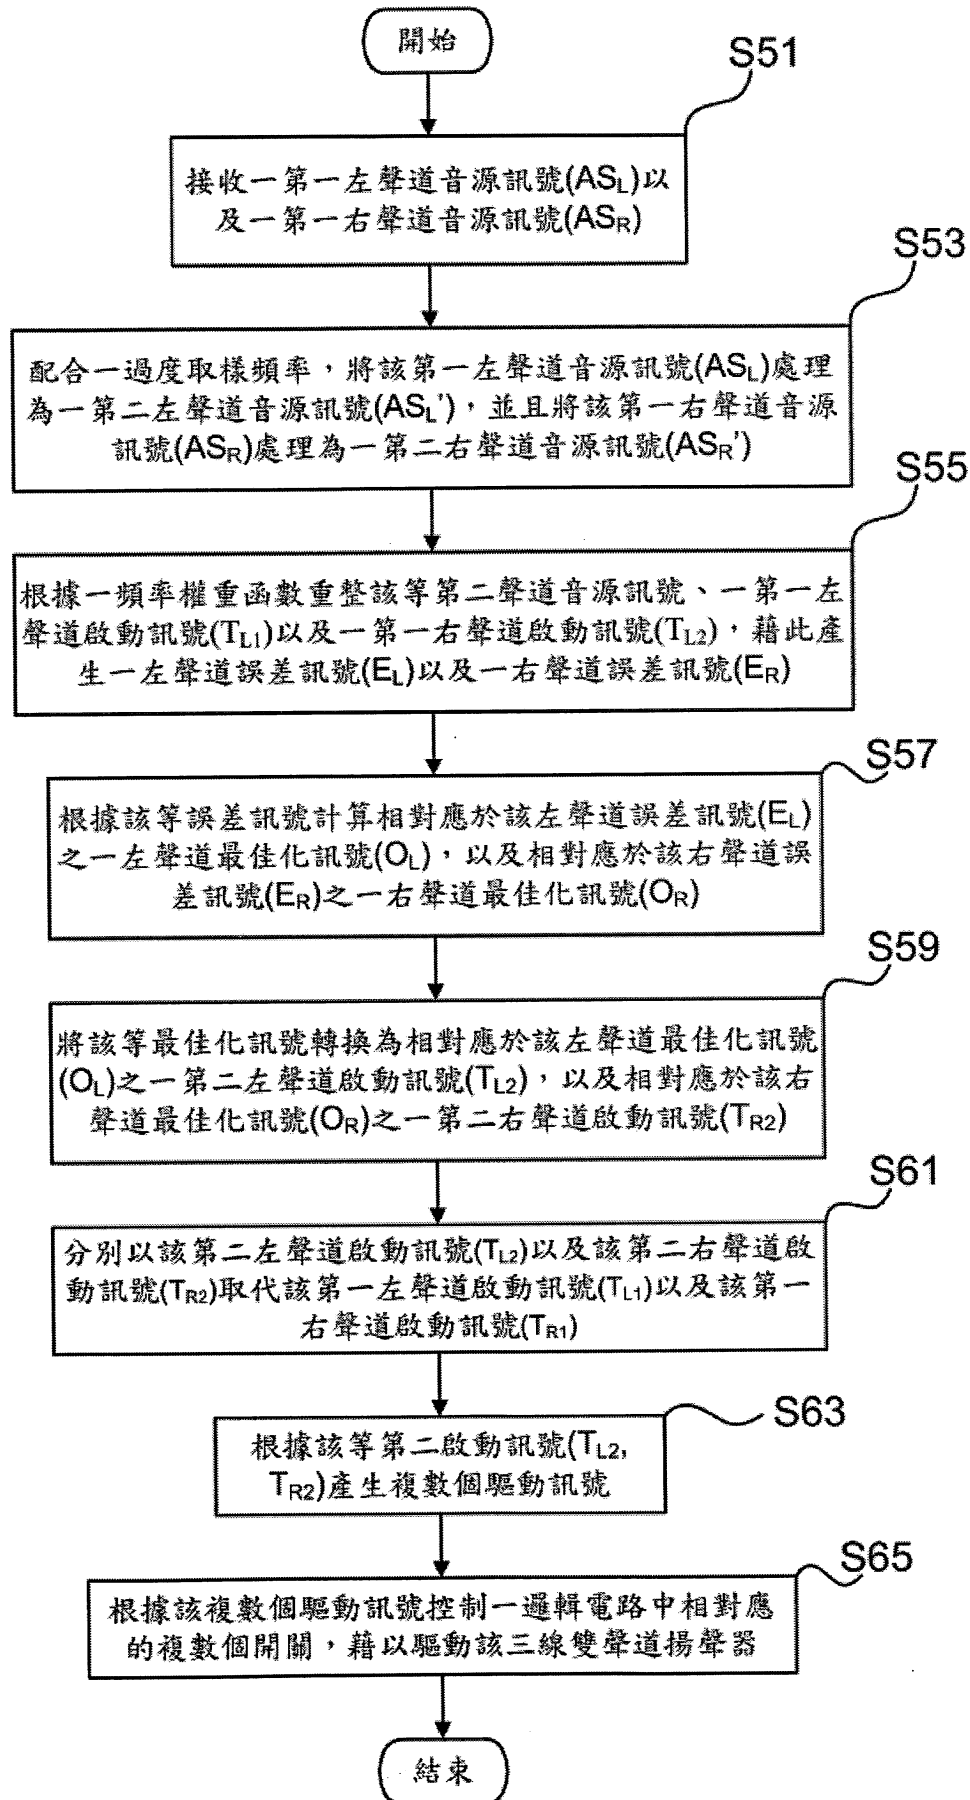 開始
S51
接收一第一左聲道音源訊號(ASL)以
及一第一右聲道音源訊號(ASR)
S53
配合一過度取樣頻率，將該第一左聲道音源訊號(ASL)處理
為一第二左聲道音源訊號(ASL')，並且將該第一右聲道音源
訊號(ASR)處理為一第二右聲道音源訊號(ASR')
S55
根據一頻率權重函數重整該等第二聲道音源訊號、一第一左
聲道啟動訊號(TL1)以及一第一右聲道啟動訊號(TL2)，藉此產
生一左聲道誤差訊號(EL)以及一右聲道誤差訊號(ER)
S57
根據該等誤差訊號計算相對應於該左聲道誤差訊號(EL)
之一左聲道最佳化訊號(OL)，以及相對應於該右聲道誤
差訊號(ER)之一右聲道最佳化訊號(OR)
S59
將該等最佳化訊號轉換為相對應於該左聲道最佳化訊號
(OL)之一第二左聲道啟動訊號(TL2)，以及相對應於該右
聲道最佳化訊號(OR)之一第二右聲道啟動訊號(TR2)
S61
分別以該第二左聲道啟動訊號(TL2)以及該第二右聲道啟
動訊號(TR2)取代該第一左聲道啟動訊號(TL1)以及該第一
右聲道啟動訊號(TR1)
S63
根據該等第二啟動訊號(TL2,
TR2)產生複數個驅動訊號
S65
根據該複數個驅動訊號控制一邏輯電路中相對應
的複數個開關，藉以驅動該三線雙聲道揚聲器
結束